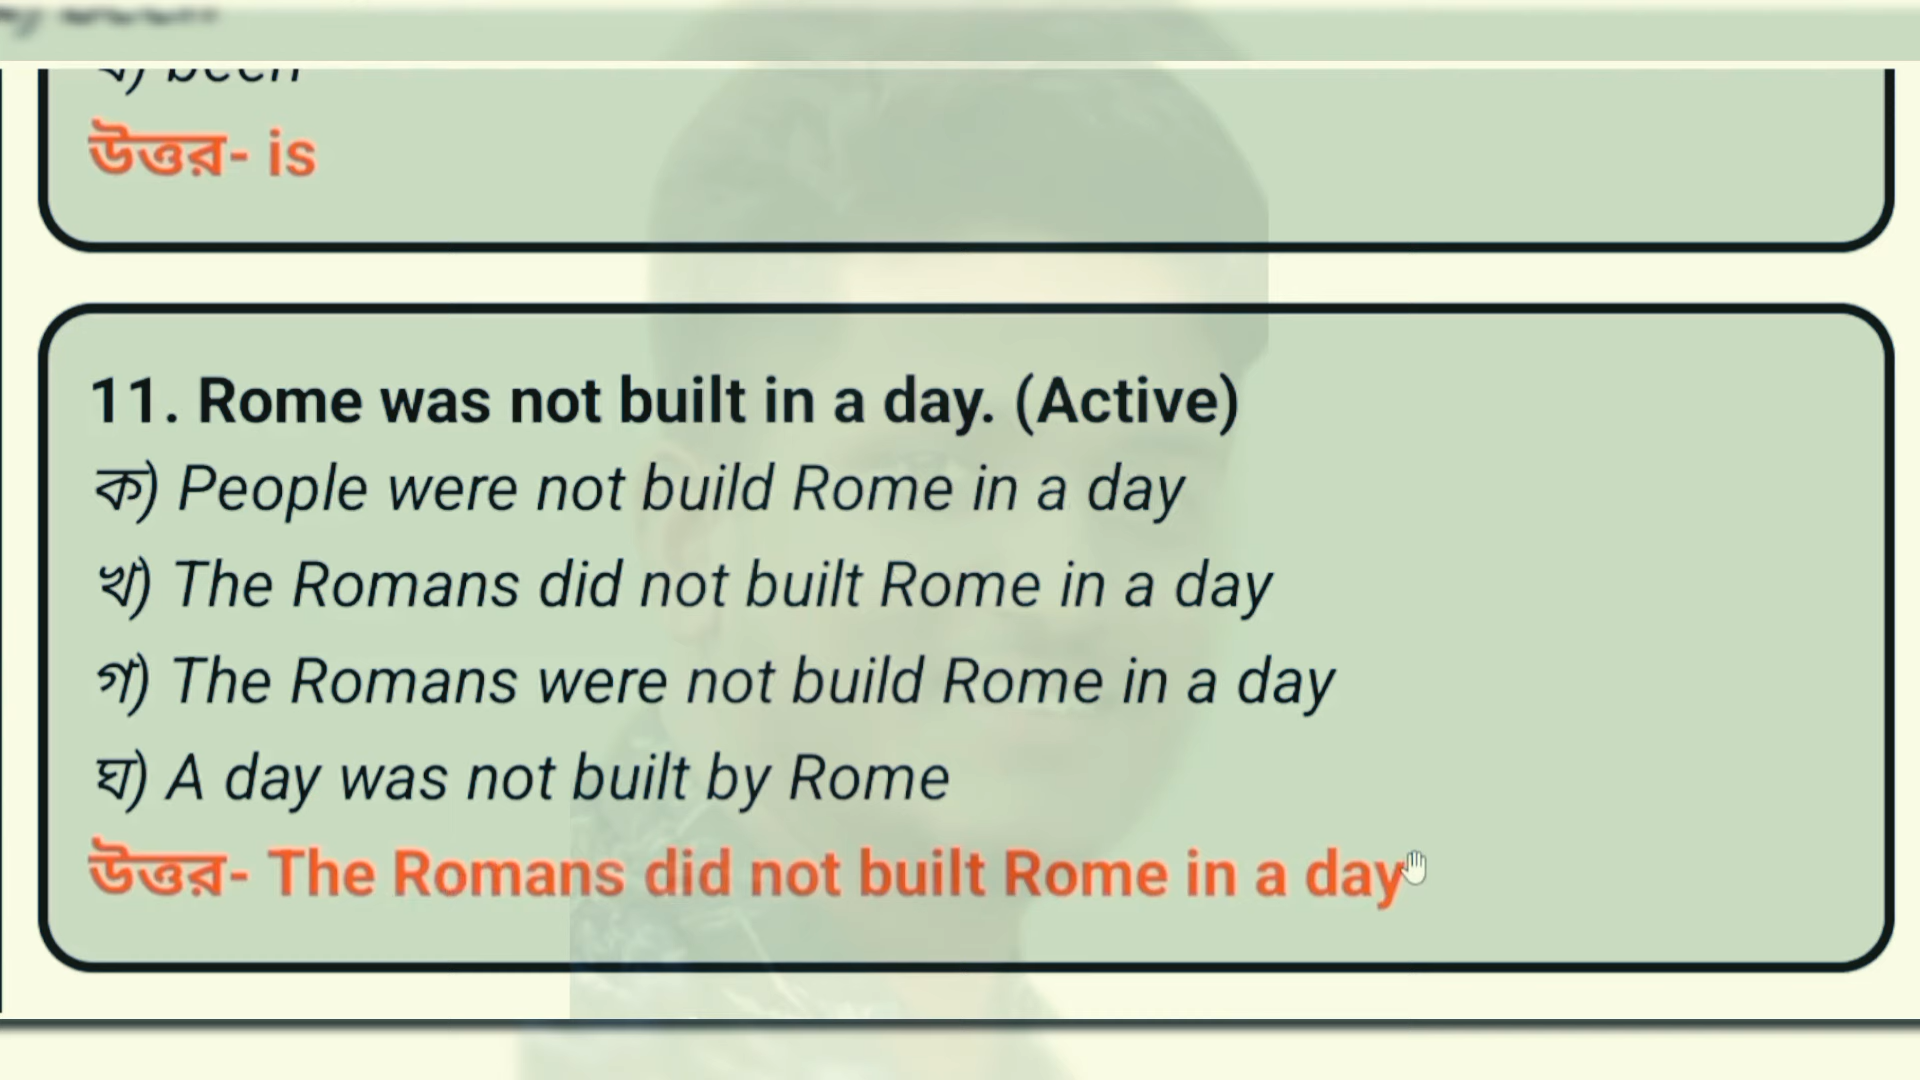 been
উত্তর- is
11. Rome was not built in a day. (Active)
ক) People were not build Rome in a day
খ) The Romans did not built Rome in a day
গ) The Romans were not build Rome in a day
ঘ) A day was not built by Rome
উত্তর- The Romans did not built Rome in a day